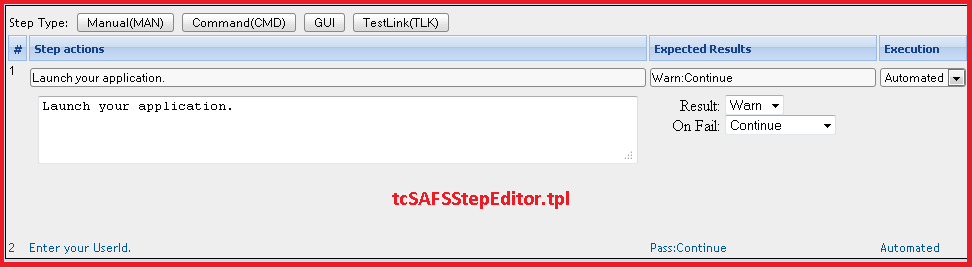 Step Type: Manual(MAN) Command(CMD) GUI TestLink(TLK)
# Step actions Expected Results Execution
1
Launch your application. Warn:Continue Automated
Launch your application.
Result: Warn
On Fail: Continue
tcSAFSStepEditor.tpl
2 Enter your UserId. Pass:Continue Automated